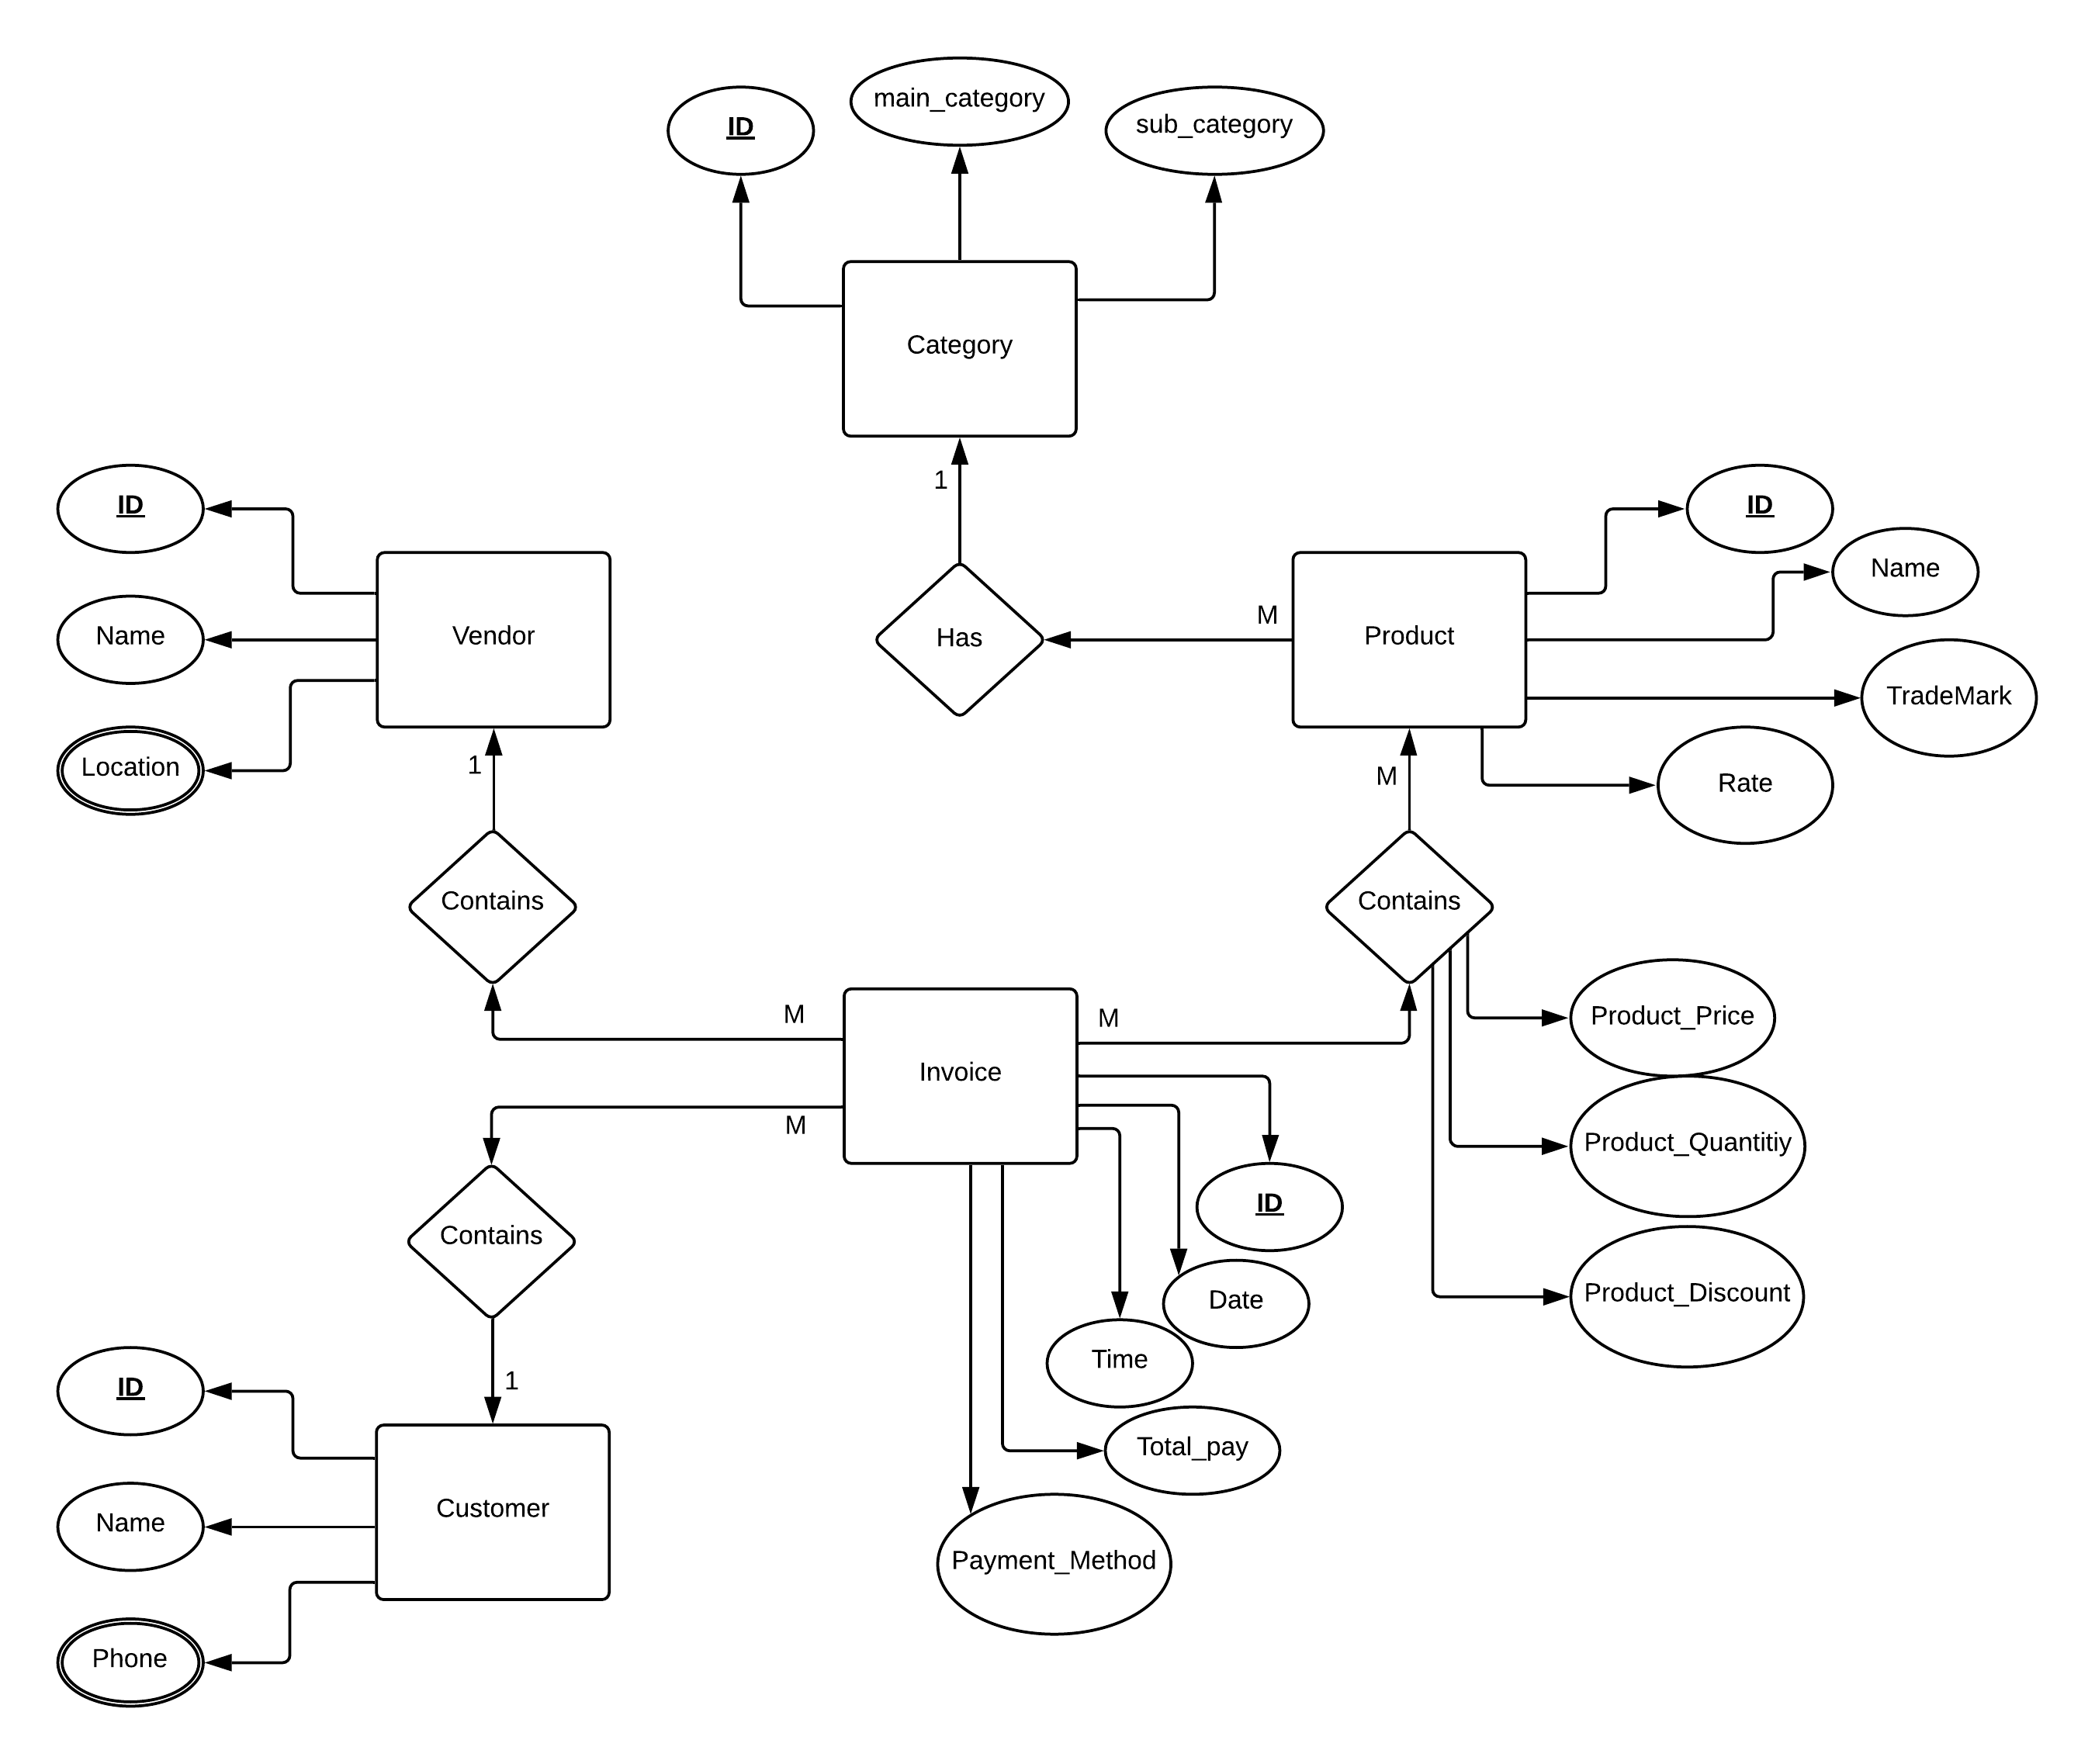 main_category
sub_category
ID
Category
1
ID
Name
Location
Vendor
1
Has
M
Product
ID
Name
TradeMark
Rate
M
Contains
Contains
M
Invoice
M
M
Product_Price
Product_Quantitiy
Product_Discount
ID
Date
Time
Total_pay
Payment_Method
Contains
1
ID
Name
Phone
Customer